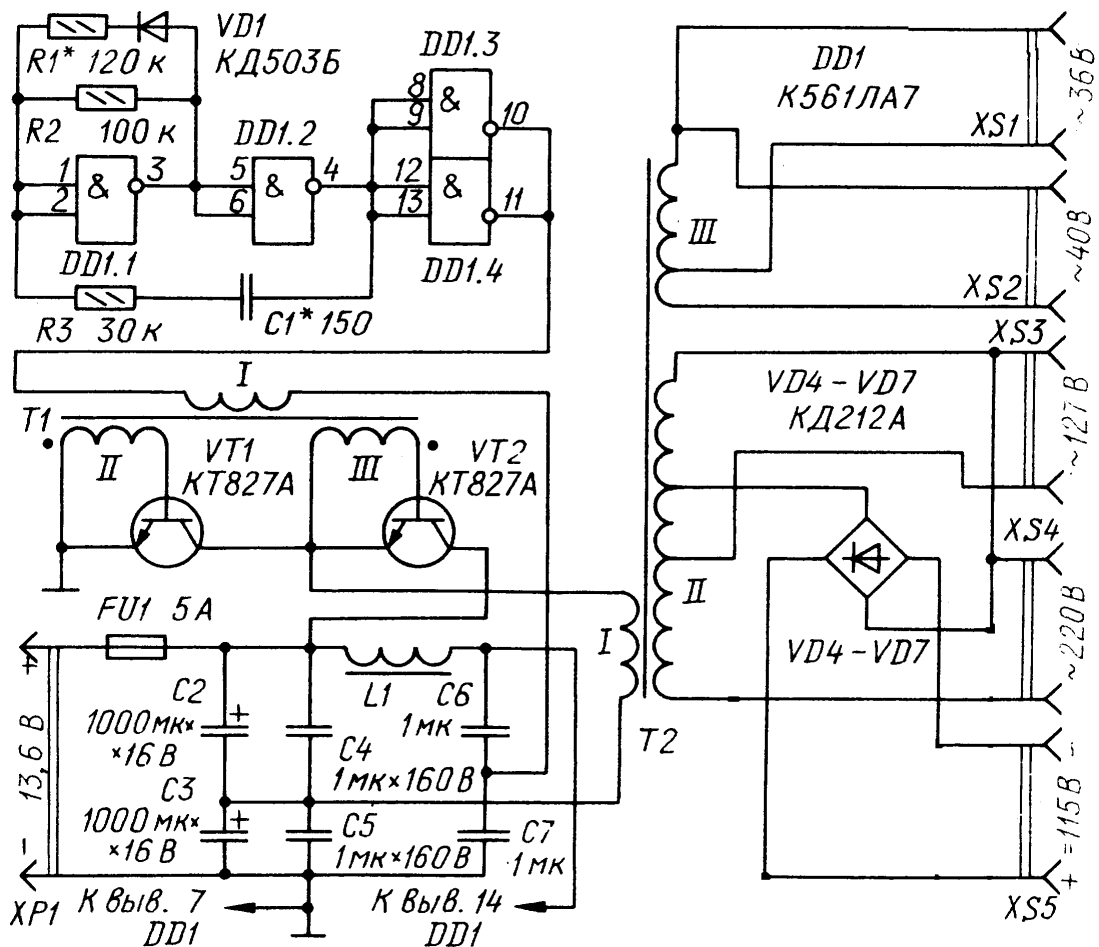 VD1
КД503Б
R1* 120 к
R2 100 к
DD1.1
1
2
3
&
DD1.2
5
6
4
&
DD1.3
8
9
10
&
12
13
11
&
DD1.4
R3 30 к
C1* 150
I
T1
II
VT1
КТ827А
III
VT2
КТ827А
FU1 5 А
+
13,6 В
-
XP1
C2
1000 мк×
×16 В
+
C3
1000 мк×
×16 В
+
L1
C4
1 мк×160 В
C5
1 мк×160 В
C6
1 мк
C7
1 мк
К выв. 7
DD1
К выв. 14
DD1
DD1
К561ЛА7
III
XS1
~36 В
XS2
~40 В
XS3
~127 В
VD4 – VD7
КД212А
XS4
~220 В
I
II
T2
VD4 – VD7
XS5
+ =115 В -